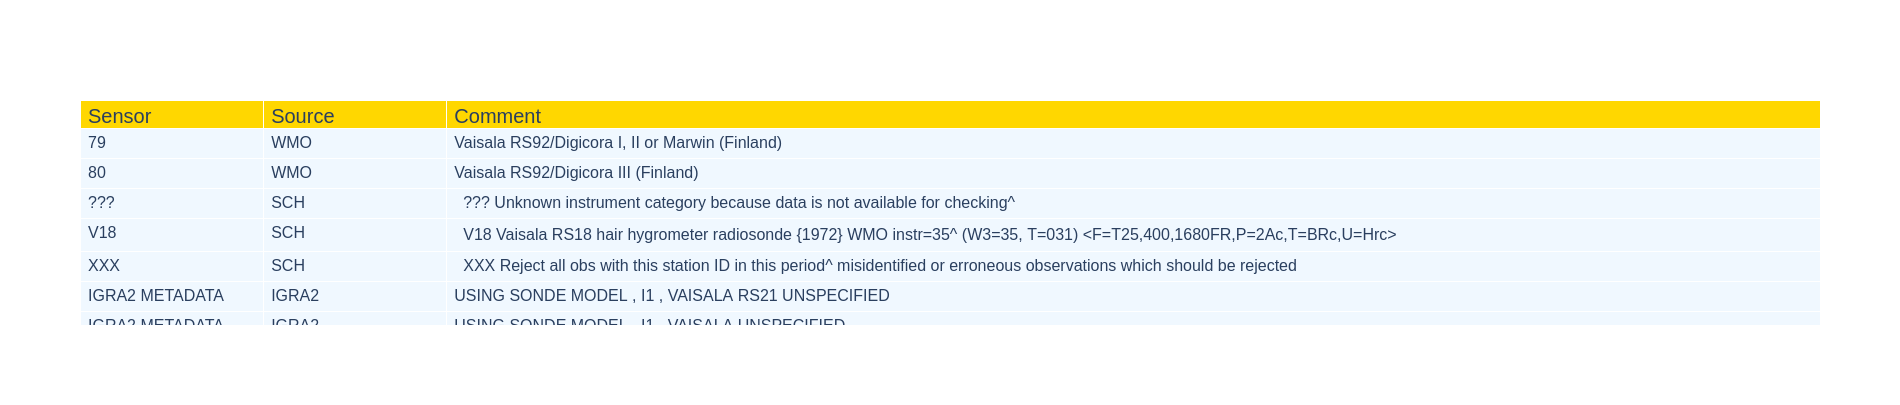 Sensor Source Comment
79 WMO Vaisala RS92/Digicora I, II or Marwin (Finland)
80 WMO Vaisala RS92/Digicora III (Finland)
??? SCH ??? Unknown instrument category because data is not available for checking^
V18 SCH V18 Vaisala RS18 hair hygrometer radiosonde {1972} WMO instr=35^ (W3=35, T=031) <F=T25,400,1680FR,P=2Ac,T=BRc,U=Hrc>
XXX SCH XXX Reject all obs with this station ID in this period^ misidentified or erroneous observations which should be rejected
IGRA2 METADATA IGRA2 USING SONDE MODEL , I1 , VAISALA RS21 UNSPECIFIED
IGRA2 METADATA IGRA2 USING SONDE MODEL , I1 , VAISALA UNSPECIFIED